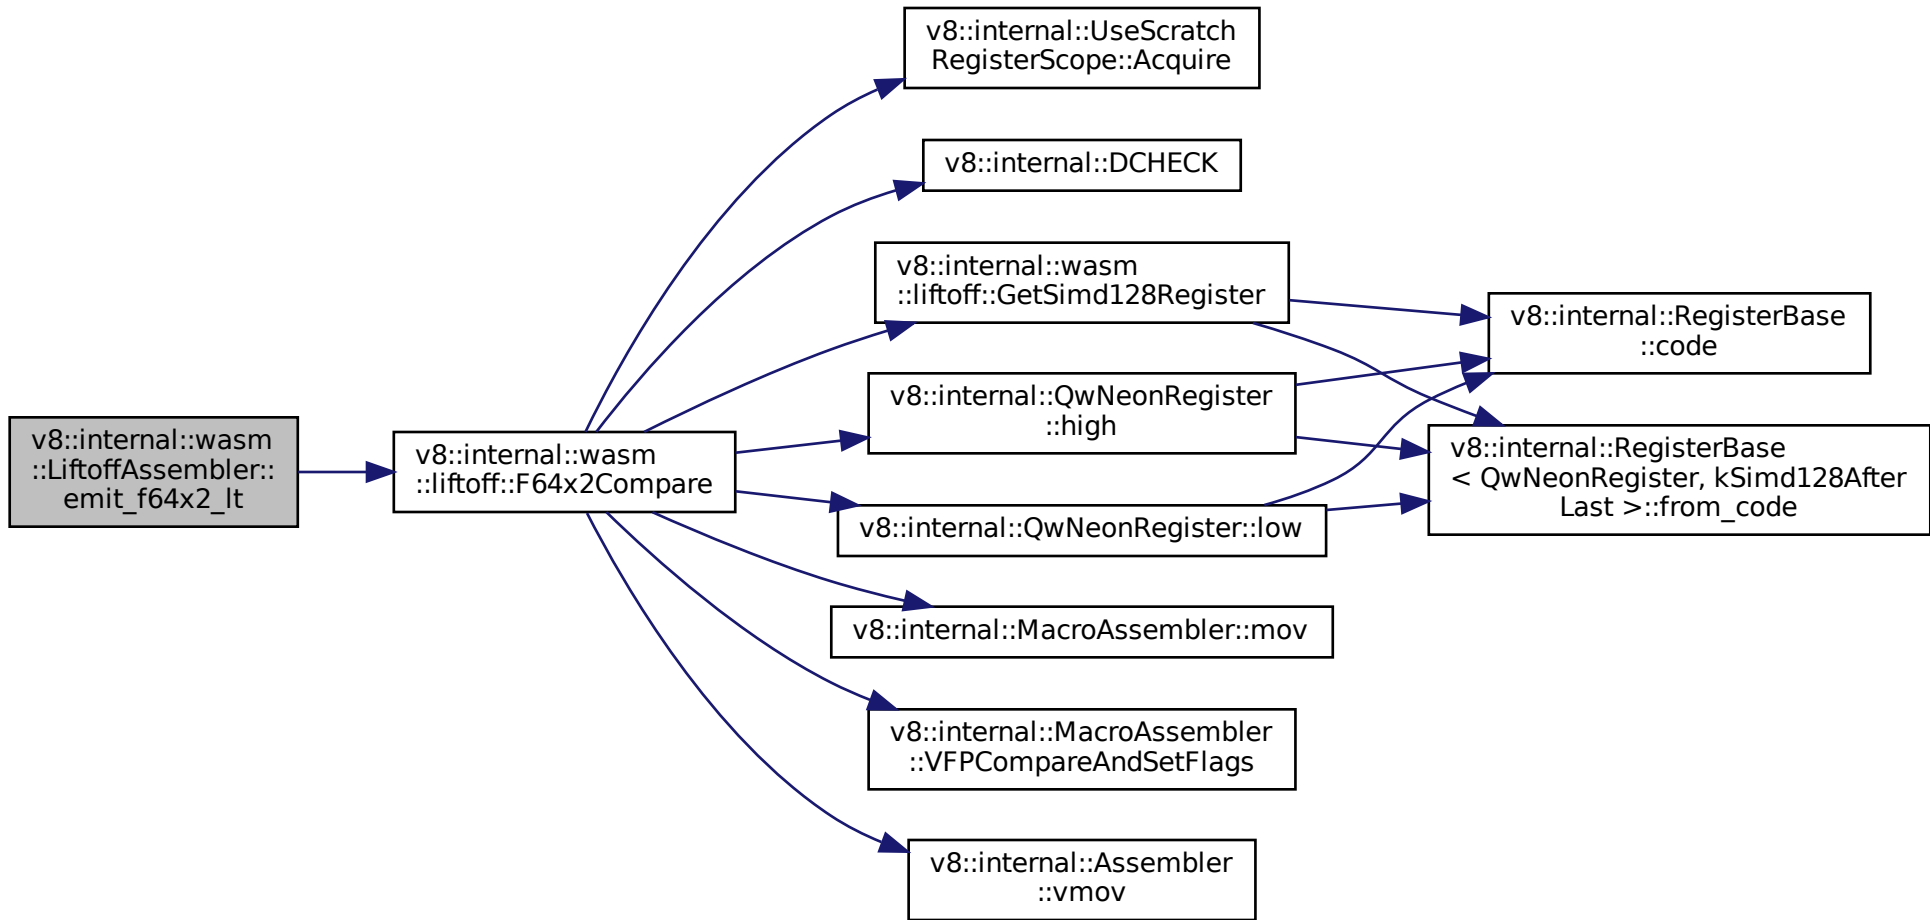 v8::internal::UseScratch
RegisterScope::Acquire
v8::internal::DCHECK
v8::internal::wasm
::liftoff::GetSimd128Register
v8::internal::RegisterBase
::code
v8::internal::QwNeonRegister
::high
v8::internal::wasm
::LiftoffAssembler::
emit_f64x2_lt
v8::internal::wasm
::liftoff::F64x2Compare
v8::internal::RegisterBase
< QwNeonRegister, kSimd128After
Last >::from_code
v8::internal::QwNeonRegister::low
v8::internal::MacroAssembler::mov
v8::internal::MacroAssembler
::VFPCompareAndSetFlags
v8::internal::Assembler
::vmov